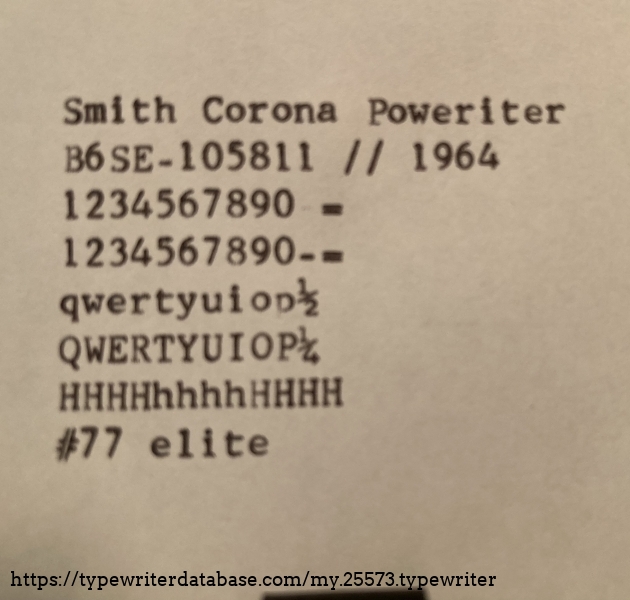 Smith Corona Poweriter
B6SE-105811 // 1964
1234567890 =
1234567890-=
qwertyuiop½
QWERTYUIOP¼
HHHHhhhhHHHH
#77 elite
https://typewriterdatabase.com/my.25573.typewriter